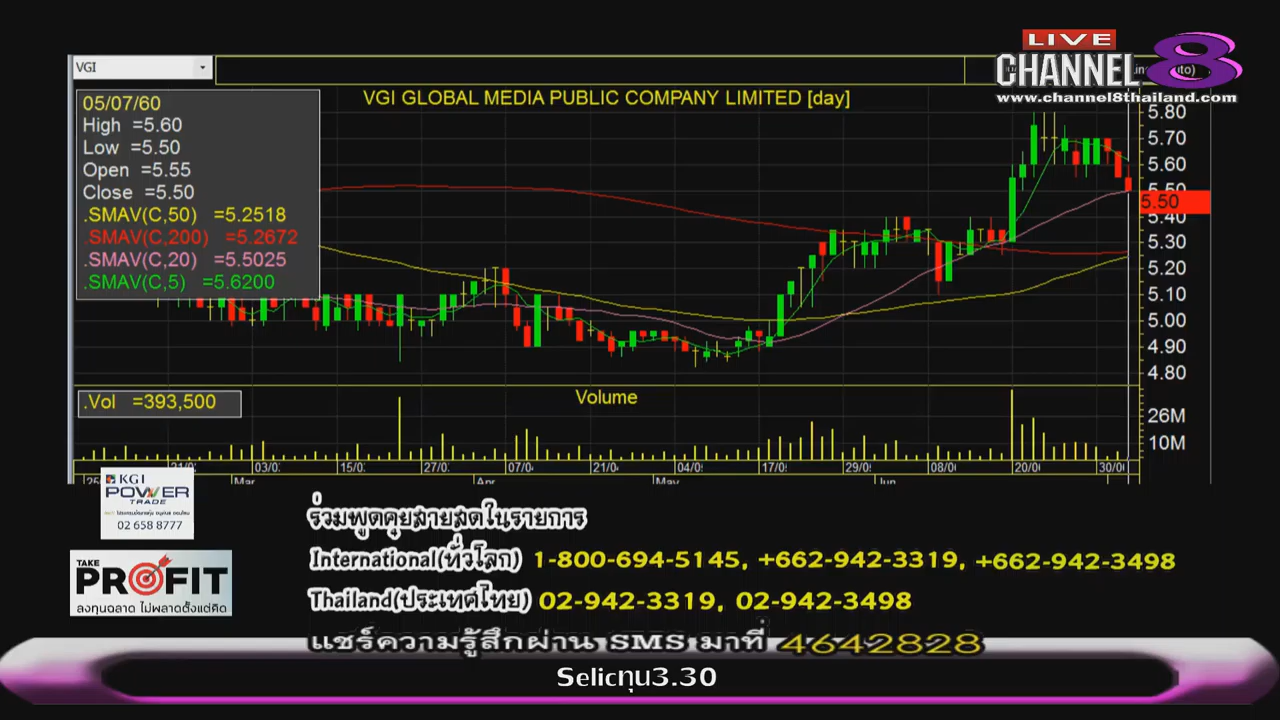 LIVE
CHANNEL 8
www.channel8thailand.com
VGI
05/07/60
High =5.60
Low =5.50
Open =5.55
Close =5.50
.SMAV(C,50) =5.2518
.SMAV(C,200) =5.2672
.SMAV(C,20) =5.5025
.SMAV(C,5) =5.6200
VGI GLOBAL MEDIA PUBLIC COMPANY LIMITED [day]
5.80
5.70
5.60
5.50
5.50
5.40
5.30
5.20
5.10
5.00
4.90
4.80
.Vol =393,500
Volume
26M
10M
03/0 15/0 27/0 07/0 21/0 04/0 17/0 29/0 08/0 20/0 30/0
Mar Apr May Jun
KGI
POWER
TRADE
02 658 8777
TAKE
PROFIT
ลงทุนฉลาด ไม่พลาดตั้งแต่คิด
ร่วมพูดคุยสายสดในรายการ
International(ทั่วโลก) 1-800-694-5145, +662-942-3319, +662-942-3498
Thailand(ประเทศไทย) 02-942-3319, 02-942-3498
แชร์ความรู้สึกผ่าน SMS มาที่ 4642828
Selicทุน3.30